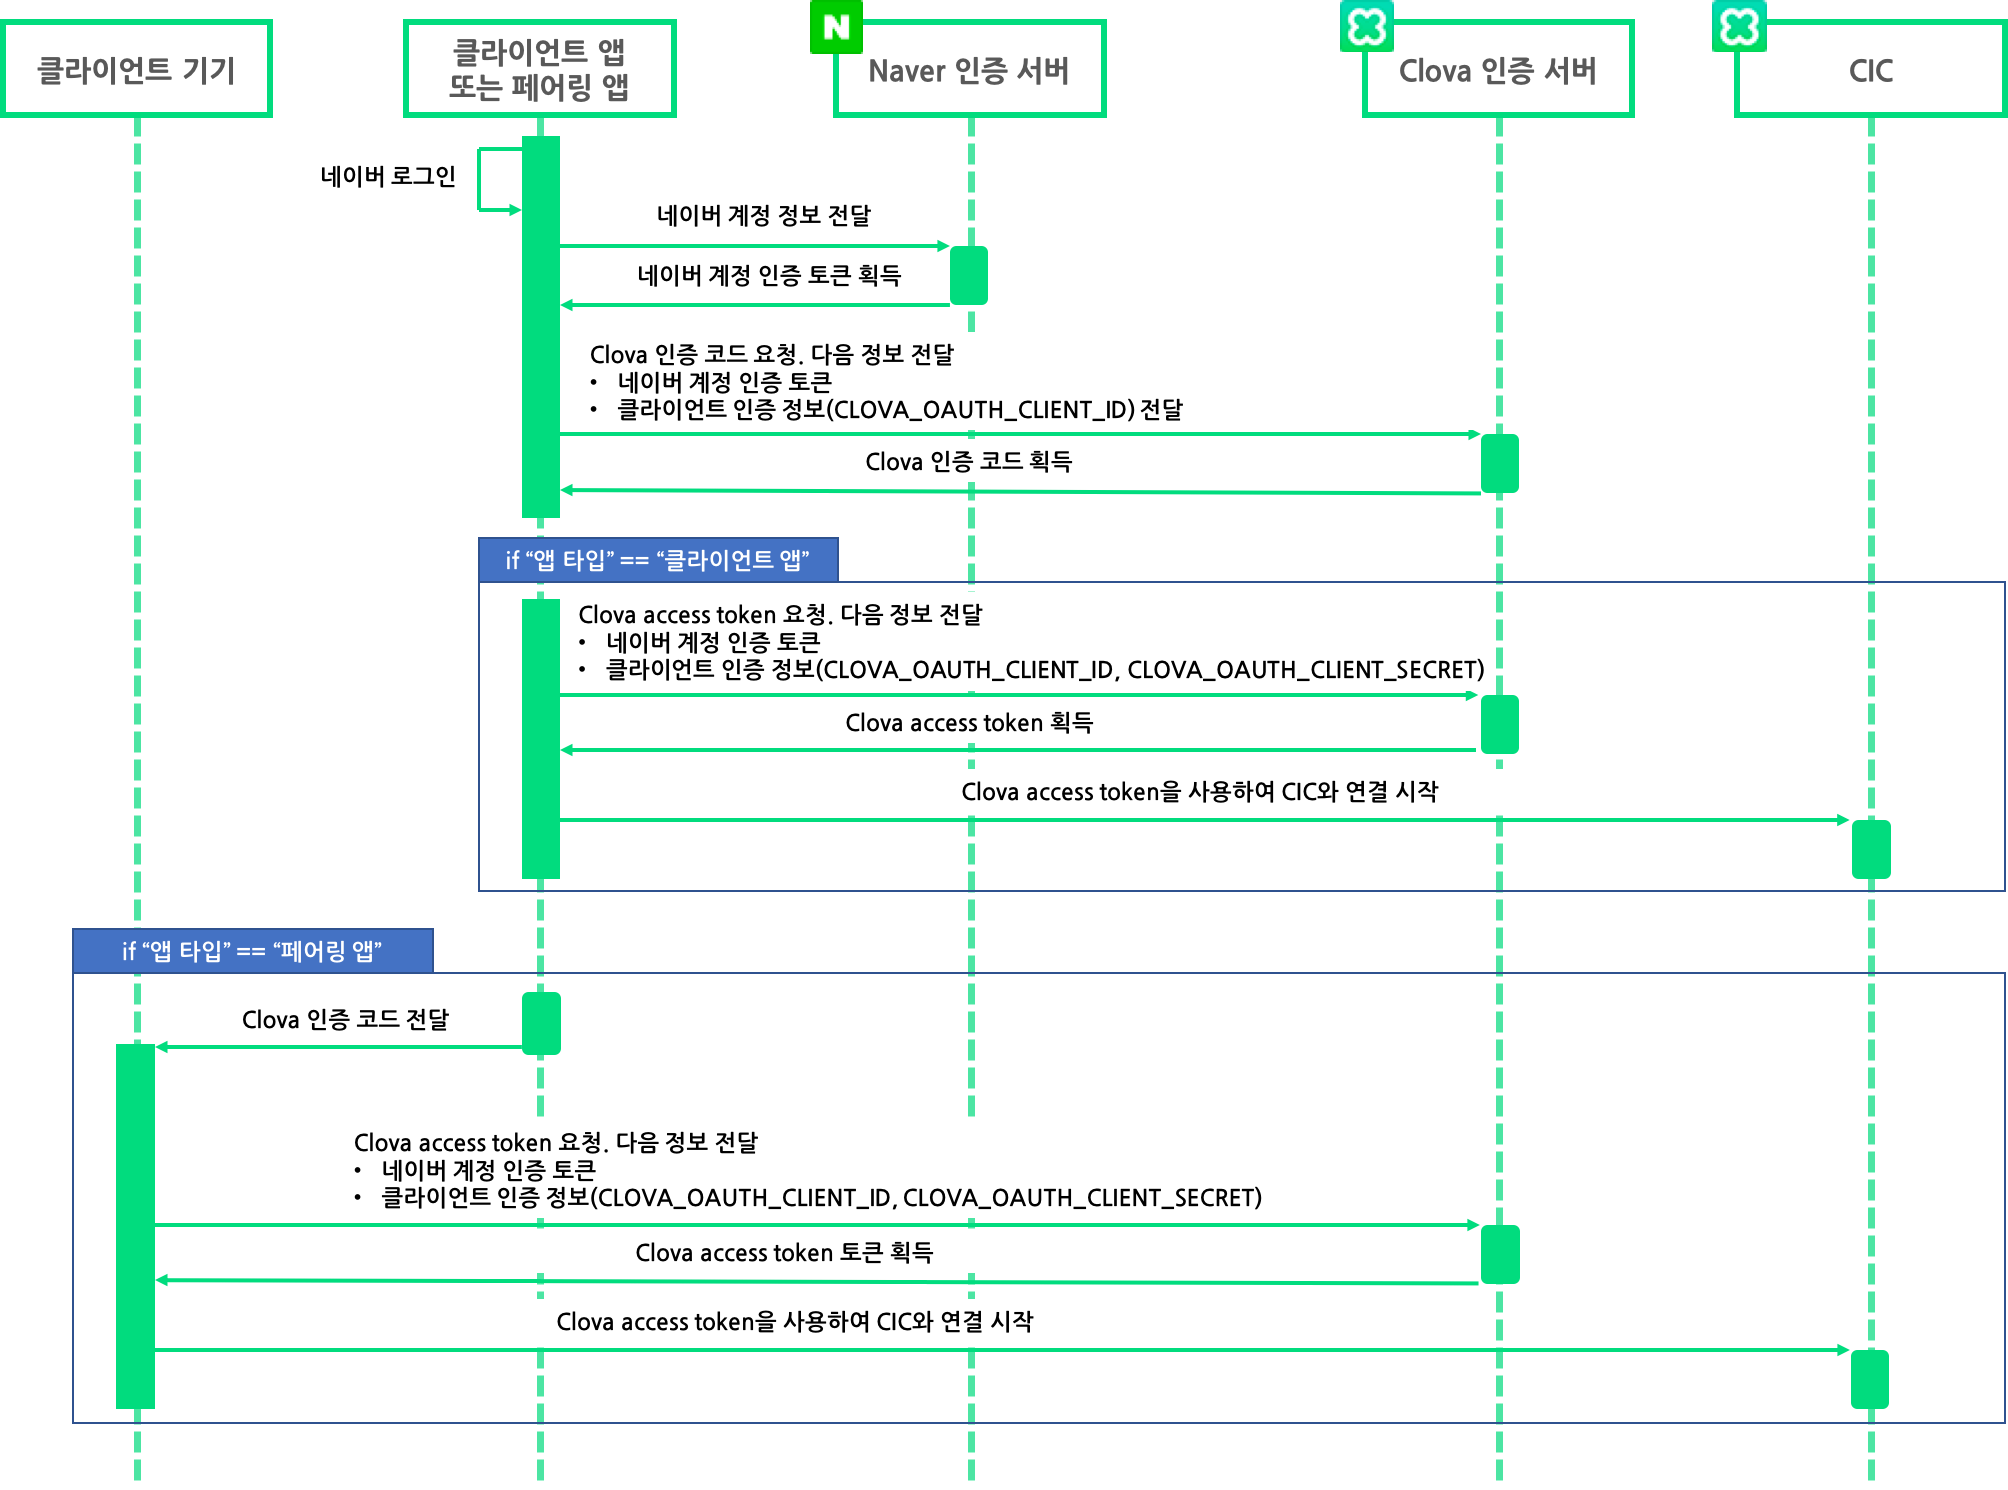 클라이언트 기기
클라이언트 앱
또는 페어링 앱
N
Naver 인증 서버
Clova 인증 서버
CIC
네이버 로그인
네이버 계정 정보 전달
네이버 계정 인증 토큰 획득
Clova 인증 코드 요청. 다음 정보 전달
• 네이버 계정 인증 토큰
• 클라이언트 인증 정보(CLOVA_OAUTH_CLIENT_ID) 전달
Clova 인증 코드 획득
if “앱 타입” == “클라이언트 앱”
Clova access token 요청. 다음 정보 전달
• 네이버 계정 인증 토큰
• 클라이언트 인증 정보(CLOVA_OAUTH_CLIENT_ID, CLOVA_OAUTH_CLIENT_SECRET)
Clova access token 획득
Clova access token을 사용하여 CIC와 연결 시작
if “앱 타입” == “페어링 앱”
Clova 인증 코드 전달
Clova access token 요청. 다음 정보 전달
• 네이버 계정 인증 토큰
• 클라이언트 인증 정보(CLOVA_OAUTH_CLIENT_ID, CLOVA_OAUTH_CLIENT_SECRET)
Clova access token 토큰 획득
Clova access token을 사용하여 CIC와 연결 시작